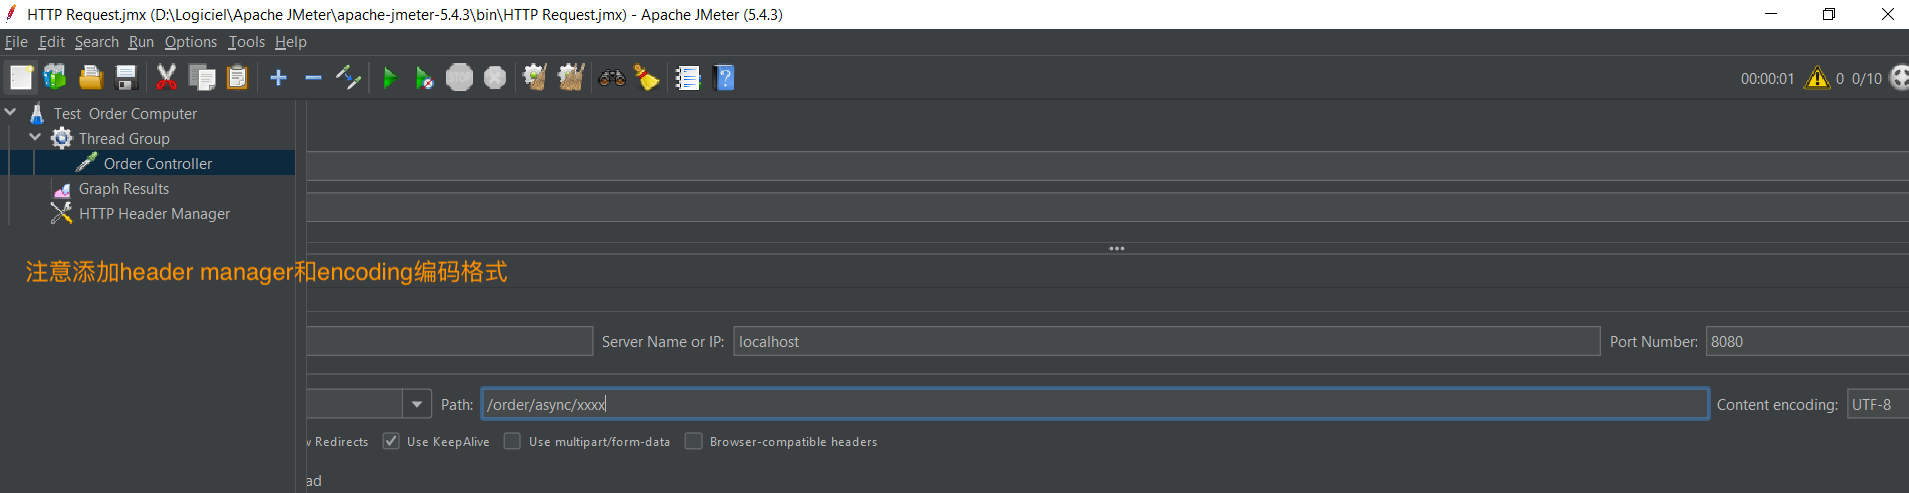 HTTP Request.jmx (D:\Logiciel\Apache JMeter\apache-jmeter-5.4.3\bin\HTTP Request.jmx) - Apache JMeter (5.4.3)
File Edit Search Run Options Tools Help
STOP
00:00:01 0 0/10
Test Order Computer
Thread Group
Order Controller
Graph Results
HTTP Header Manager
注意添加header manager和encoding编码格式
Server Name or IP: localhost Port Number: 8080
Path: /order/async/xxxx Content encoding: UTF-8
w Redirects Use KeepAlive Use multipart/form-data Browser-compatible headers
ad